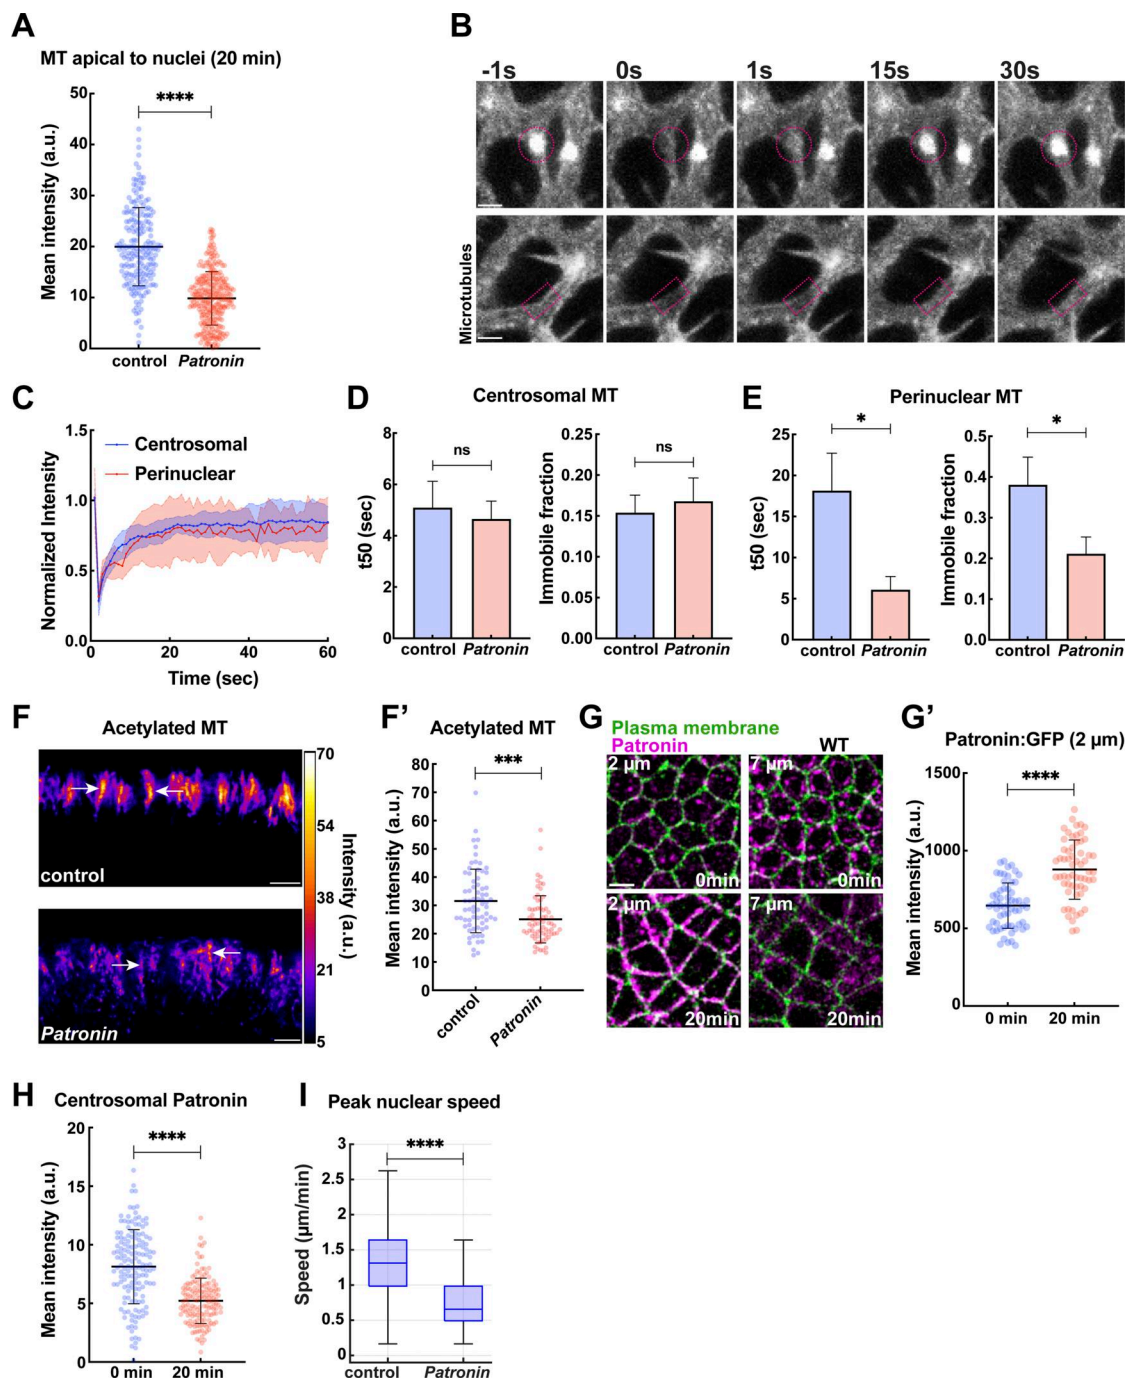 A
MT apical to nuclei (20 min)
Mean intensity (a.u.)
50
40
30
20
10
0
****
control
Patronin
B
-1s
0s
1s
15s
30s
Microtubules
C
Normalized Intensity
1.5
1.0
0.5
0.0
Centrosomal
Perinuclear
0
20
40
60
Time (sec)
D
Centrosomal MT
t50 (sec)
8
6
4
2
0
ns
control
Patronin
Immobile fraction
0.25
0.20
0.15
0.10
0.05
0.00
ns
control
Patronin
E
Perinuclear MT
t50 (sec)
25
20
15
10
5
0
*
control
Patronin
Immobile fraction
0.5
0.4
0.3
0.2
0.1
0.0
*
control
Patronin
F
Acetylated MT
control
Patronin
70
54
38
21
5
Intensity (a.u.)
F'
Acetylated MT
Mean intensity (a.u.)
80
70
60
50
40
30
20
10
0
***
control
Patronin
G
Plasma membrane
Patronin
WT
2 µm
0min
7 µm
0min
2 µm
20min
7 µm
20min
G'
Patronin:GFP (2 µm)
Mean intensity (a.u.)
1500
1000
500
0
****
0 min
20 min
H
Centrosomal Patronin
Mean intensity (a.u.)
20
15
10
5
0
****
0 min
20 min
I
Peak nuclear speed
Speed (µm/min)
3
2.5
2
1.5
1
0.5
0
****
control
Patronin